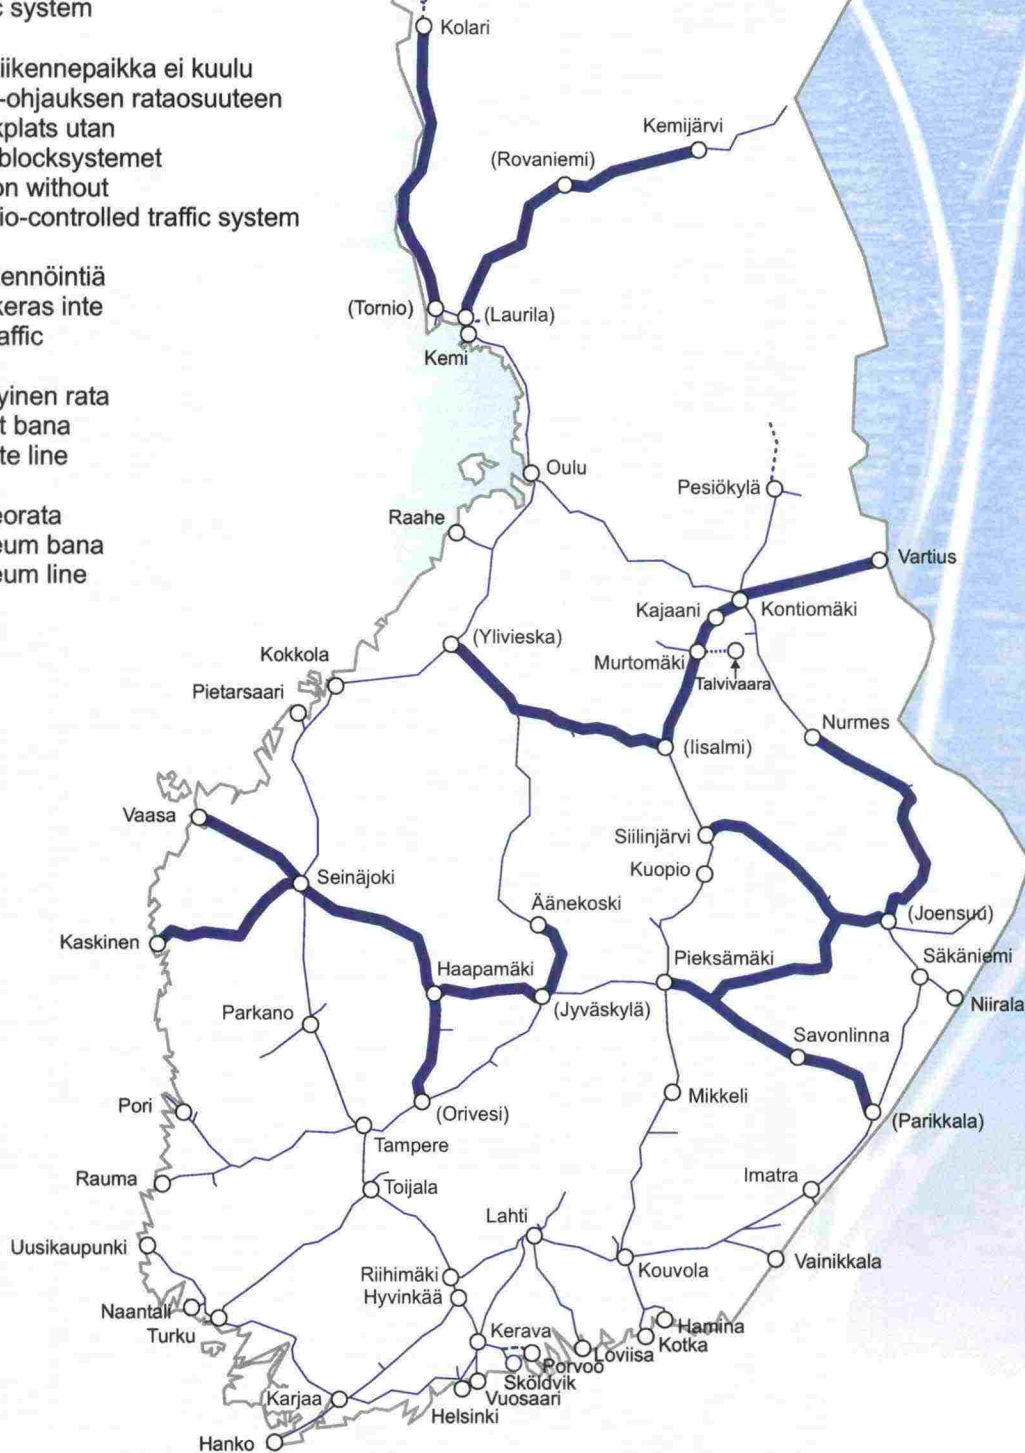 c system
iikennepaikka ei kuulu
-ohjauksen rataosuuteen
kplats utan
blocksystemet
on without
io-controlled traffic system
ennöintiä
keras inte
affic
yinen rata
t bana
te line
eorata
eum bana
eum line
Kolari
Kemijärvi
(Rovaniemi)
(Tornio)
(Laurila)
Kemi
Oulu
Pesiökylä
Raahe
Vartius
Kajaani
Kontiomäki
(Ylivieska)
Murtomäki
Kokkola
Talvivaara
Pietarsaari
Nurmes
(Iisalmi)
Vaasa
Siilinjärvi
Kuopio
Seinäjoki
Äänekoski
(Joensuu)
Kaskinen
Säkäniemi
Pieksämäki
Haapamäki
Niirala
Parkano
(Jyväskylä)
Savonlinna
Mikkeli
Pori
(Orivesi)
(Parikkala)
Tampere
Imatra
Rauma
Toijala
Lahti
Uusikaupunki
Vainikkala
Kouvola
Riihimäki
Hyvinkää
Naantali
Hamina
Turku
Kerava
Kotka
Loviisa
Porvoo
Sköldvik
Karjaa
Vuosaari
Helsinki
Hanko